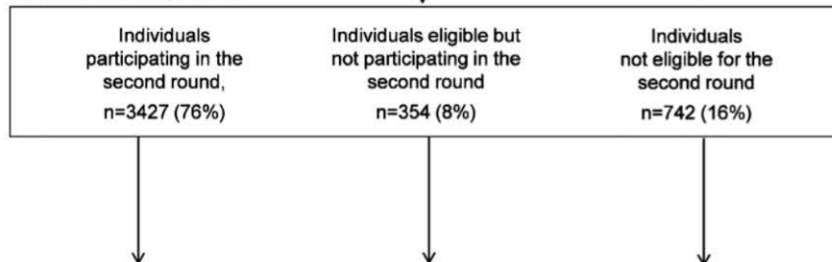 Individuals
participating in the
second round,
n=3427 (76%)
Individuals eligible but
not participating in the
second round
n=354 (8%)
Individuals
not eligible for the
second round
n=742 (16%)